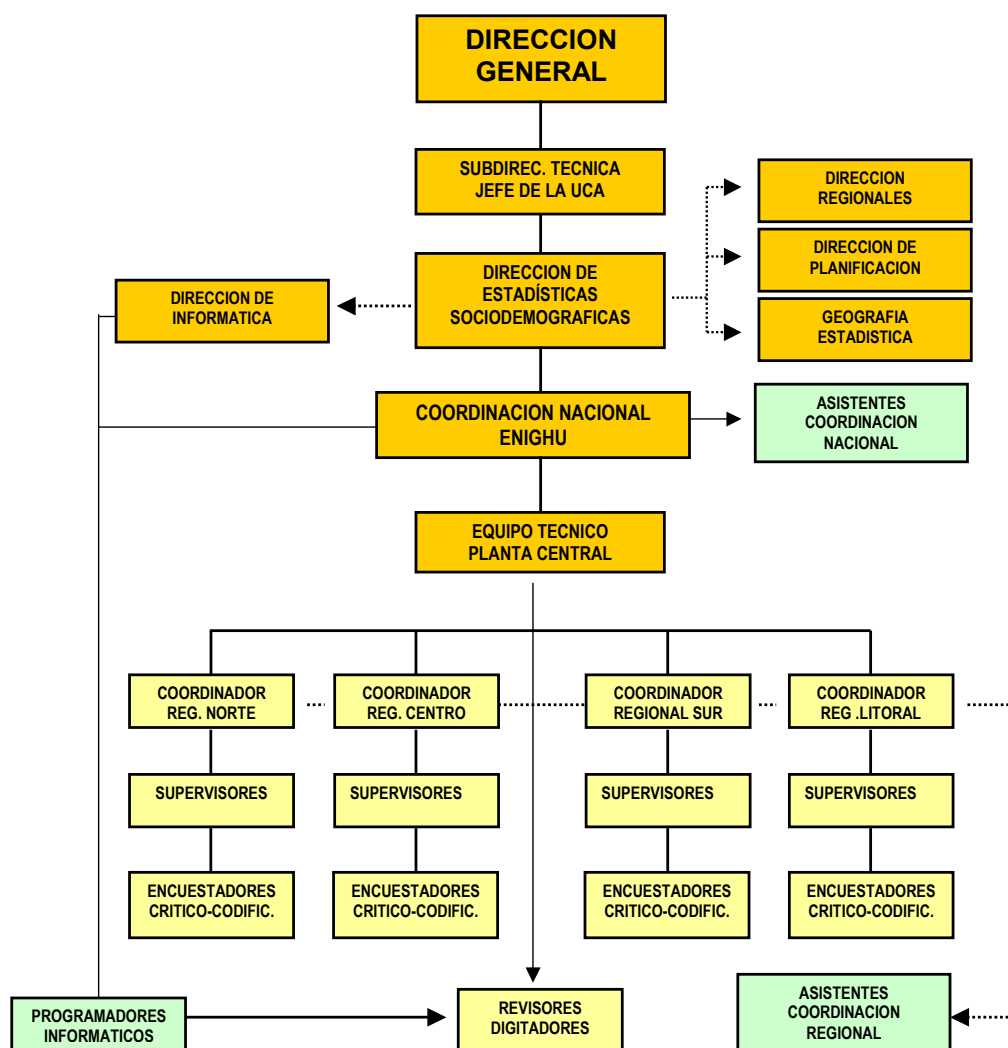 DIRECCION
GENERAL
SUBDIREC. TECNICA
JEFE DE LA UCA
DIRECCION
REGIONALES
DIRECCION DE
PLANIFICACION
DIRECCION DE
ESTADÍSTICAS
SOCIODEMOGRAFICAS
DIRECCION DE
INFORMATICA
GEOGRAFIA
ESTADISTICA
COORDINACION NACIONAL
ENIGHU
ASISTENTES
COORDINACION
NACIONAL
EQUIPO TECNICO
PLANTA CENTRAL
COORDINADOR
REG. NORTE
COORDINADOR
REG. CENTRO
COORDINADOR
REGIONAL SUR
COORDINADOR
REG .LITORAL
SUPERVISORES
SUPERVISORES
SUPERVISORES
SUPERVISORES
ENCUESTADORES
CRITICO-CODIFIC.
ENCUESTADORES
CRITICO-CODIFIC.
ENCUESTADORES
CRITICO-CODIFIC.
ENCUESTADORES
CRITICO-CODIFIC.
PROGRAMADORES
INFORMATICOS
REVISORES
DIGITADORES
ASISTENTES
COORDINACION
REGIONAL